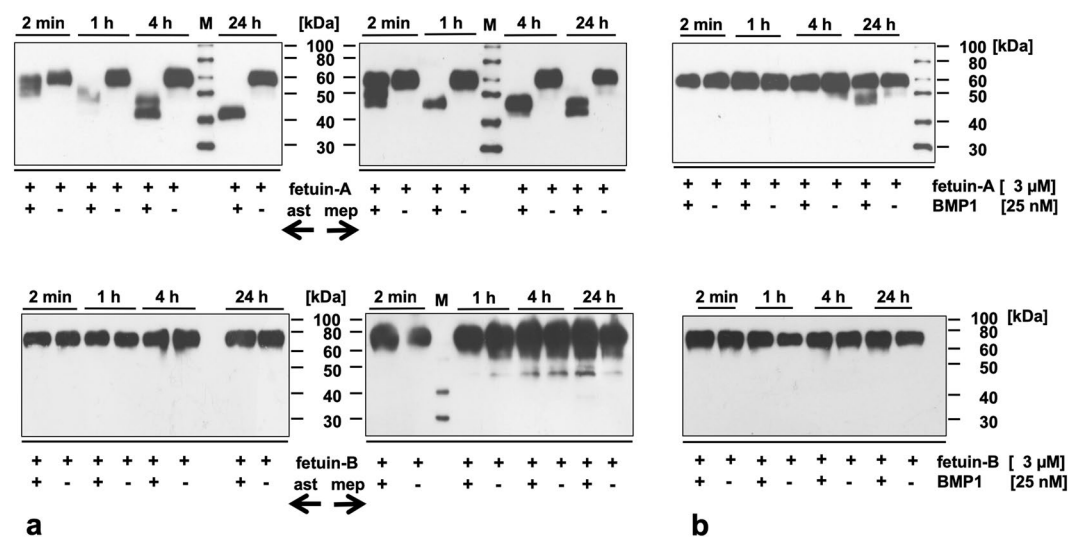 2 min 1 h 4 h M 24 h [kDa] 2 min 1 h M 4 h 24 h
100
80
60
50
40
30
+ + + + + + + + fetuin-A + + + + + + + +
+ - + - + - + - ast mep + - + - + - + -
2 min 1 h 4 h 24 h
100 [kDa]
80
60
50
40
30
+ + + + + + + + fetuin-A [ 3 µM]
+ - + - + - + - BMP1 [25 nM]
2 min 1 h 4 h 24 h [kDa] 2 min M 1 h 4 h 24 h
100
80
60
50
40
30
+ + + + + + + + fetuin-B + + + + + + + +
+ - + - + - + - ast mep + - + - + - + -
2 min 1 h 4 h 24 h
100 [kDa]
80
60
50
40
30
+ + + + + + + + fetuin-B [ 3 µM]
+ - + - + - + - BMP1 [25 nM]
a b